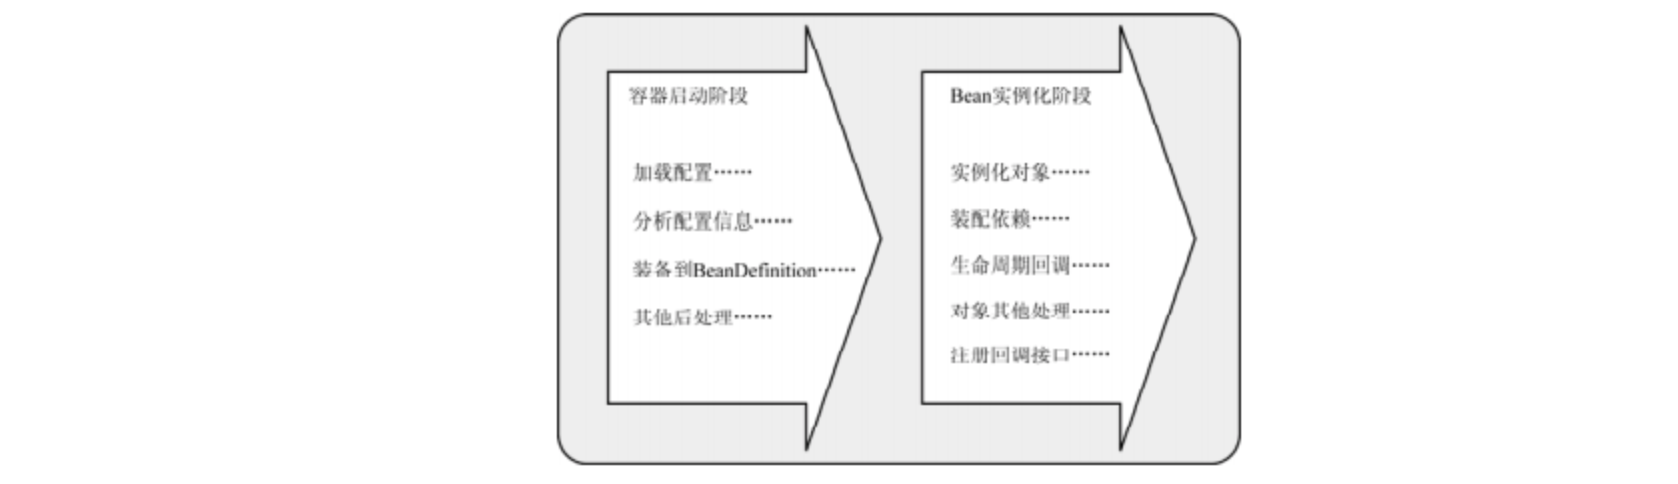 容器启动阶段
加载配置……
分析配置信息……
装备到BeanDefinition……
其他后处理……
Bean实例化阶段
实例化对象……
装配依赖……
生命周期回调……
对象其他处理……
注册回调接口……